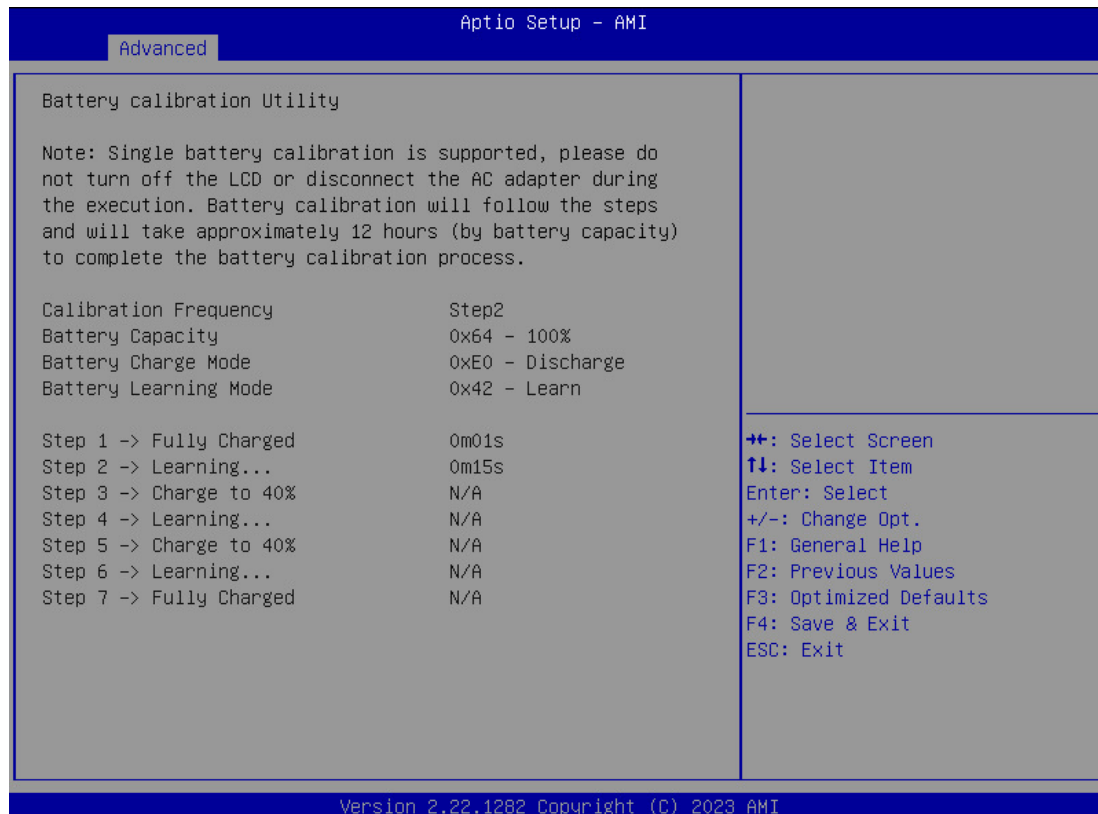 Aptio Setup – AMI
Advanced
Battery calibration Utility
Note: Single battery calibration is supported, please do
not turn off the LCD or disconnect the AC adapter during
the execution. Battery calibration will follow the steps
and will take approximately 12 hours (by battery capacity)
to complete the battery calibration process.
Calibration Frequency Step2
Battery Capacity 0x64 – 100%
Battery Charge Mode 0xE0 – Discharge
Battery Learning Mode 0x42 – Learn
Step 1 –> Fully Charged 0m01s
Step 2 –> Learning... 0m15s
Step 3 –> Charge to 40% N/A
Step 4 –> Learning... N/A
Step 5 –> Charge to 40% N/A
Step 6 –> Learning... N/A
Step 7 –> Fully Charged N/A
→←: Select Screen
↑↓: Select Item
Enter: Select
+/–: Change Opt.
F1: General Help
F2: Previous Values
F3: Optimized Defaults
F4: Save & Exit
ESC: Exit
Version 2.22.1282 Copyright (C) 2023 AMI